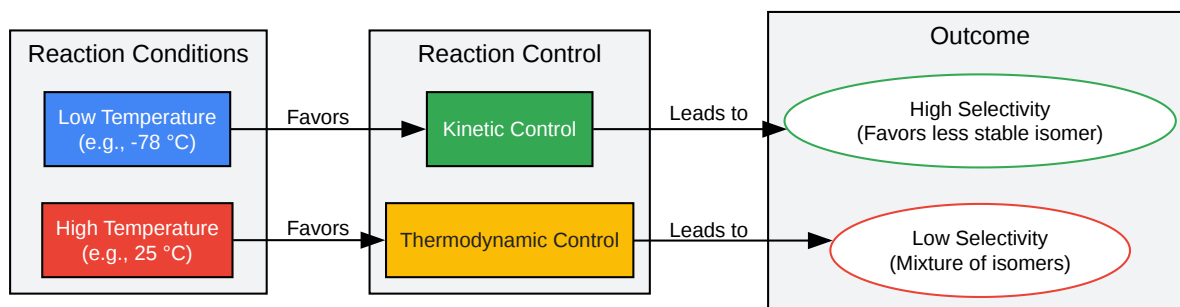 Reaction Conditions
Reaction Control
Outcome
Low Temperature
(e.g., -78 °C)
Favors
Kinetic Control
Leads to
High Selectivity
(Favors less stable isomer)
High Temperature
(e.g., 25 °C)
Favors
Thermodynamic Control
Leads to
Low Selectivity
(Mixture of isomers)